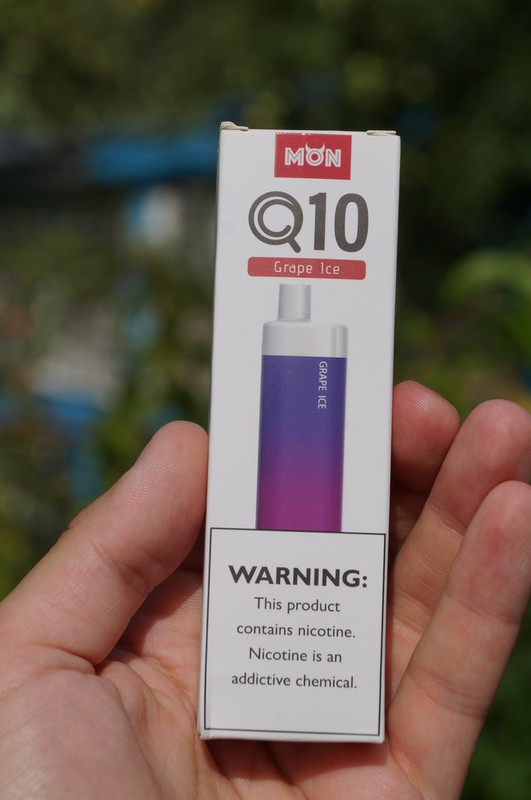 MON
Q10
Grape Ice
GRAPE ICE
WARNING:
This product
contains nicotine.
Nicotine is an
addictive chemical.